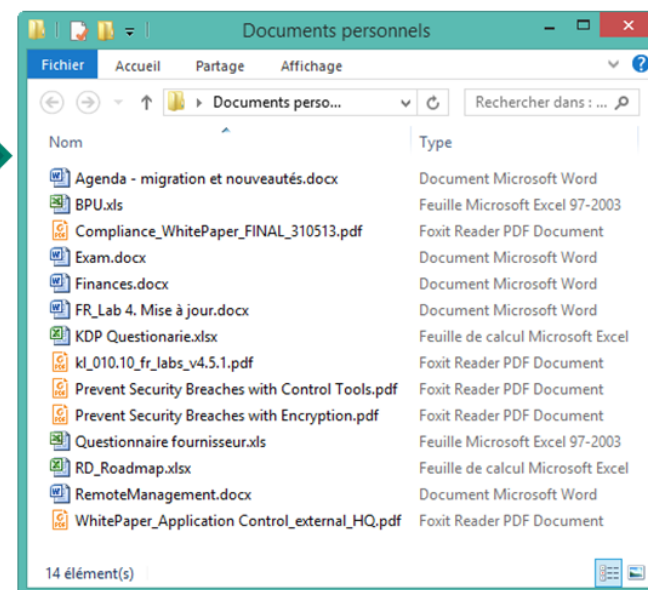 Documents personnels
Fichier Accueil Partage Affichage
Documents perso... Rechercher dans : ...
Nom Type
Agenda - migration et nouveautés.docx Document Microsoft Word
BPU.xls Feuille Microsoft Excel 97-2003
Compliance_WhitePaper_FINAL_310513.pdf Foxit Reader PDF Document
Exam.docx Document Microsoft Word
Finances.docx Document Microsoft Word
FR_Lab 4. Mise à jour.docx Document Microsoft Word
KDP Questionarie.xlsx Feuille de calcul Microsoft Excel
kl_010.10_fr_labs_v4.5.1.pdf Foxit Reader PDF Document
Prevent Security Breaches with Control Tools.pdf Foxit Reader PDF Document
Prevent Security Breaches with Encryption.pdf Foxit Reader PDF Document
Questionnaire fournisseur.xls Feuille Microsoft Excel 97-2003
RD_Roadmap.xlsx Feuille de calcul Microsoft Excel
RemoteManagement.docx Document Microsoft Word
WhitePaper_Application Control_external_HQ.pdf Foxit Reader PDF Document
14 élément(s)